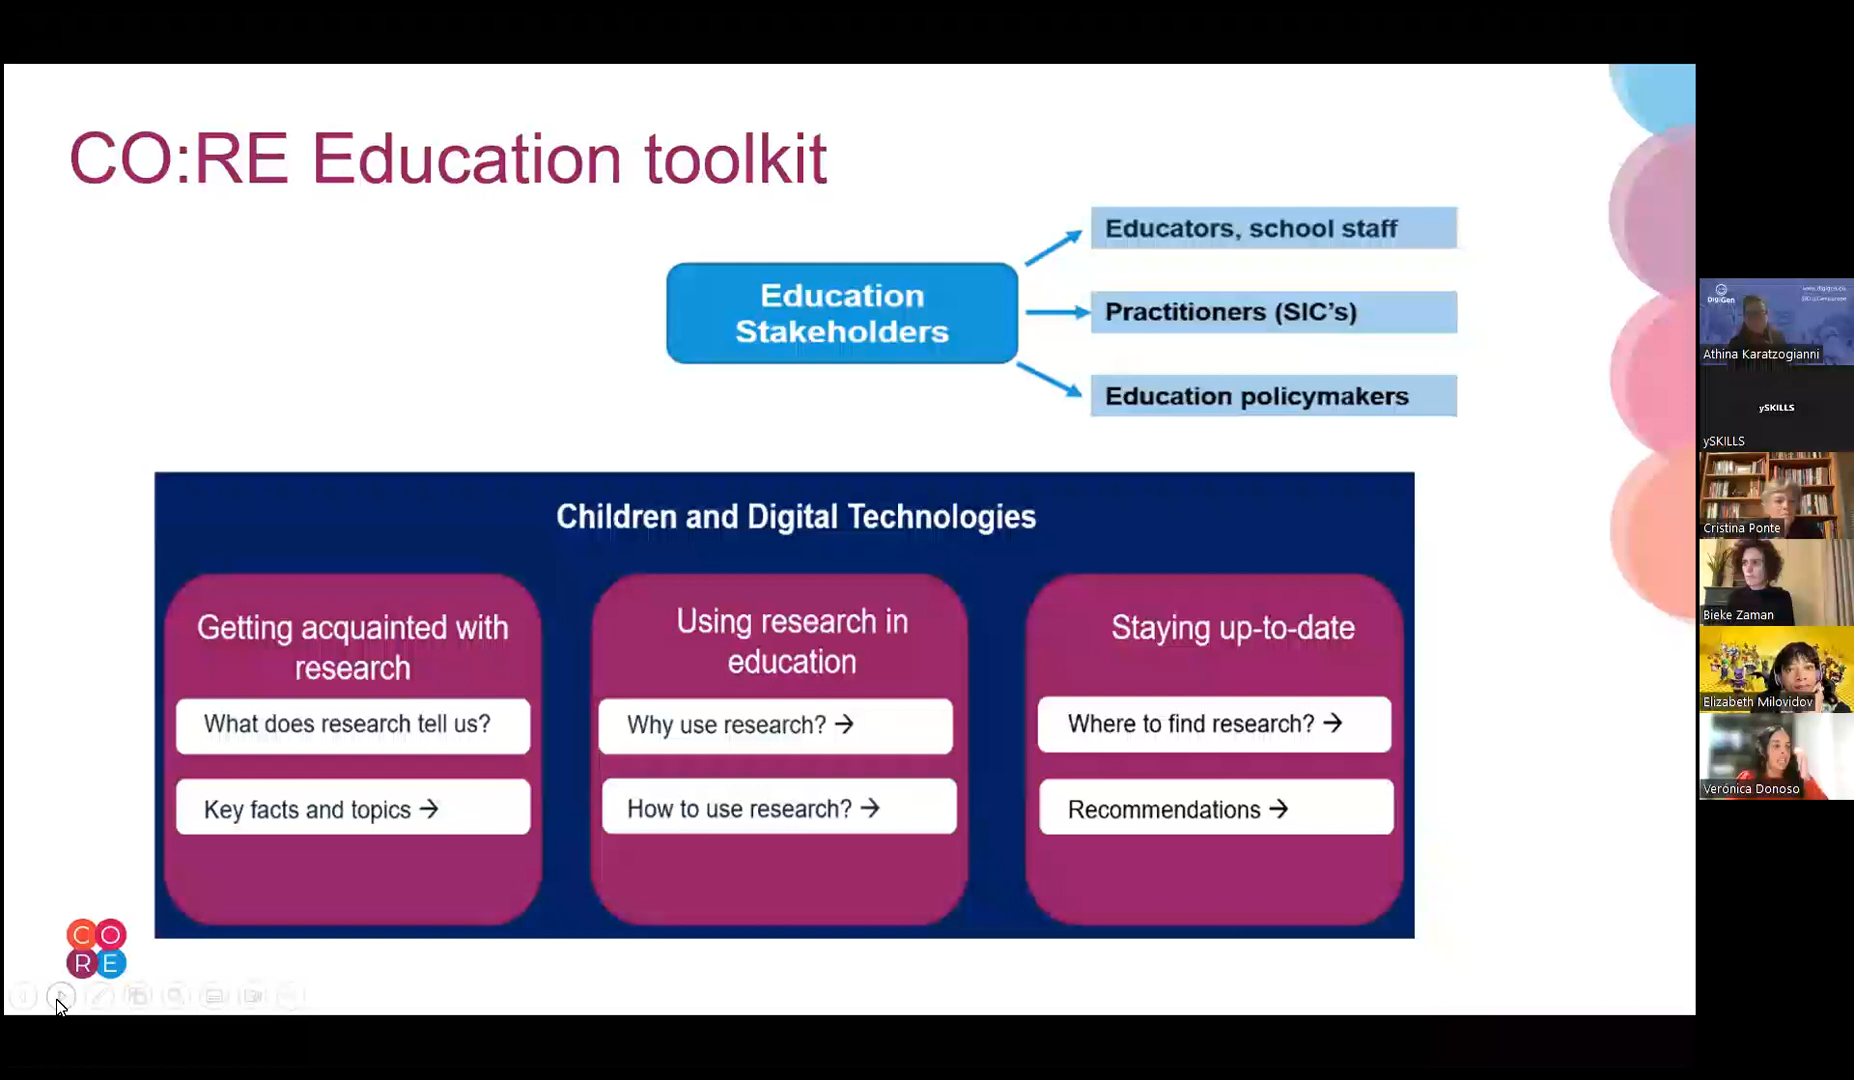 CO:RE Education toolkit
Education
Stakeholders
Educators, school staff
Practitioners (SIC's)
Education policymakers
Children and Digital Technologies
Getting acquainted with
research
What does research tell us?
Key facts and topics →
Using research in
education
Why use research? →
How to use research? →
Staying up-to-date
Where to find research? →
Recommendations →
CO
RE
DigiGen
Athina Karatzogianni
ySKILLS
ySKILLS
Cristina Ponte
Bieke Zaman
Elizabeth Milovidov
Verónica Donoso